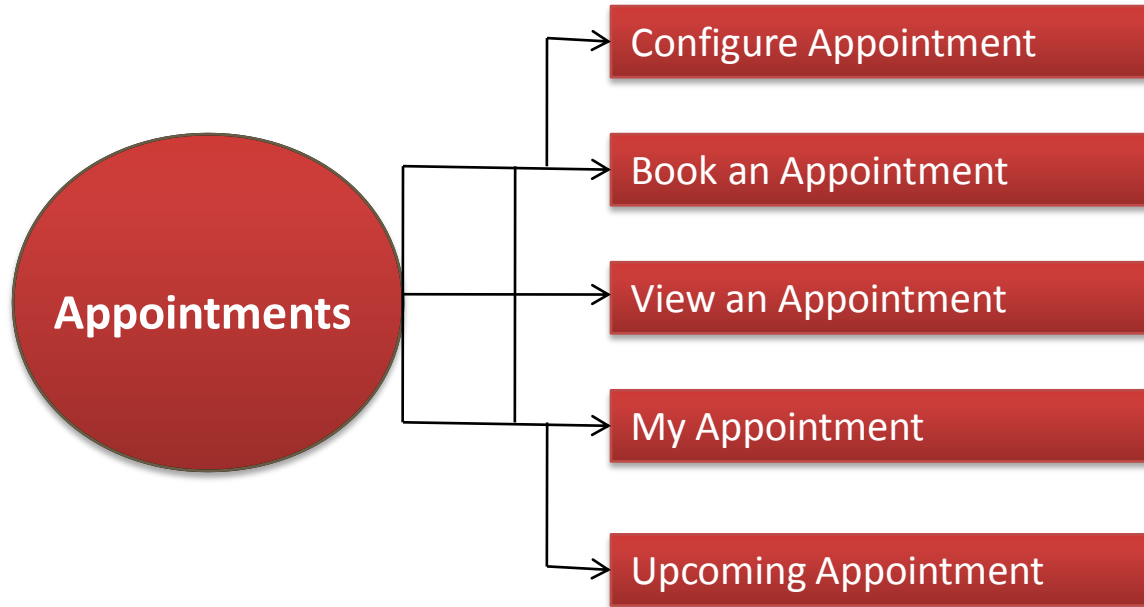 Configure Appointment
Book an Appointment
Appointments
View an Appointment
My Appointment
Upcoming Appointment